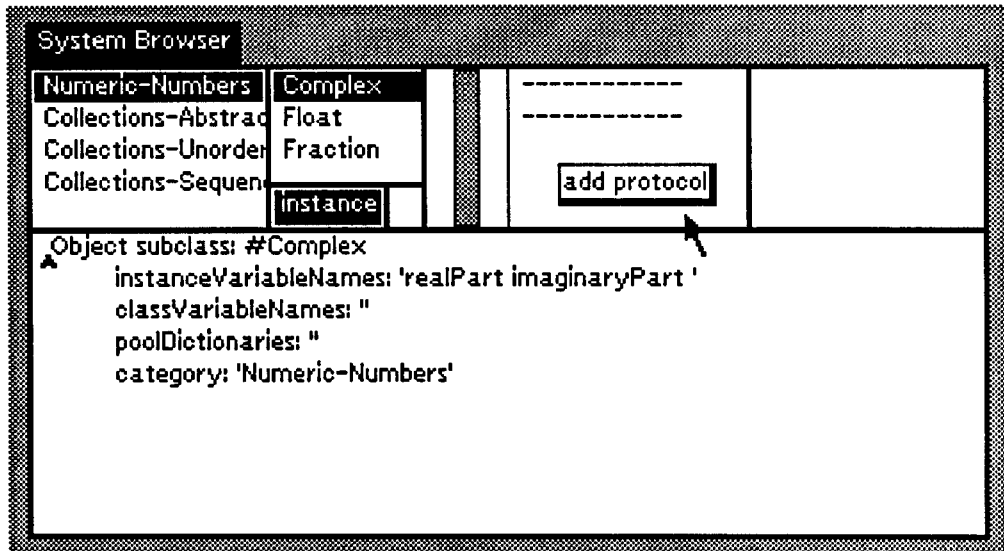 System Browser
Numeric-Numbers
Collections-Abstrac
Collections-Unorder
Collections-Sequen
Complex
Float
Fraction
instance
-------------
-------------
add protocol
Object subclass: #Complex
instanceVariableNames: 'realPart imaginaryPart '
classVariableNames: ''
poolDictionaries: ''
category: 'Numeric-Numbers'